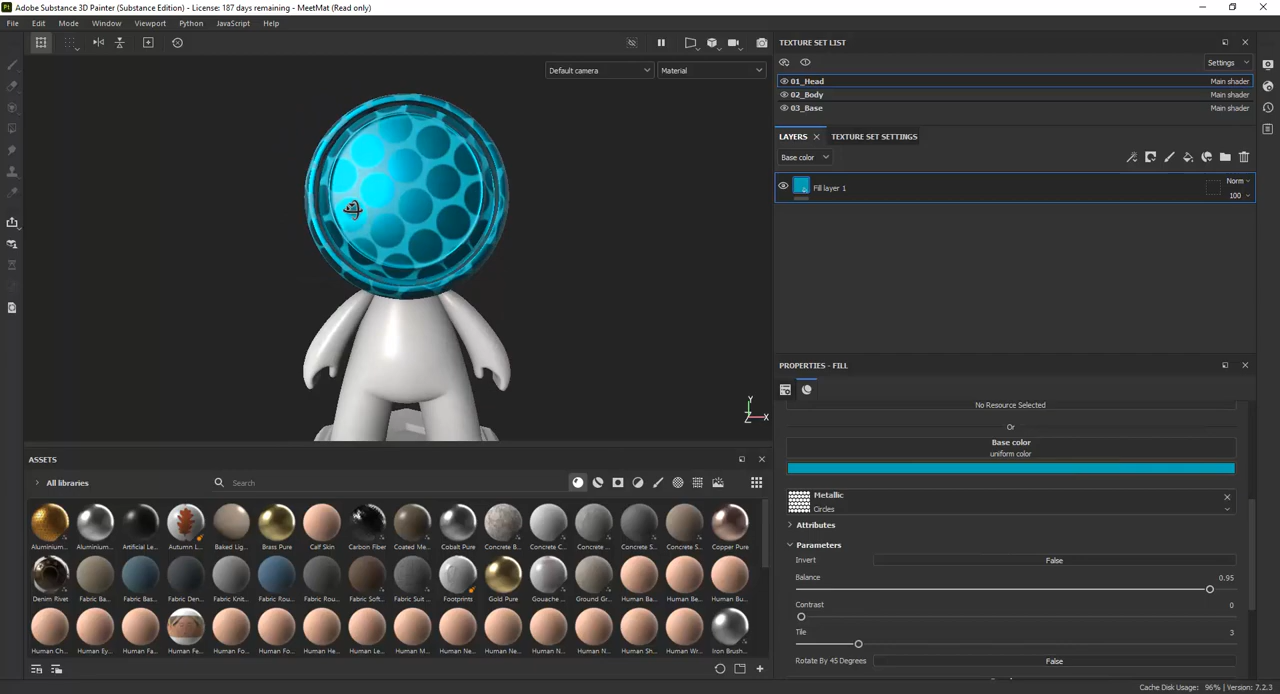 Adobe Substance 3D Painter (Substance Edition) - License: 187 days remaining - MeetMat (Read only)
File Edit Mode Window Viewport Python JavaScript Help
Default camera
Material
TEXTURE SET LIST
Settings
01_Head Main shader
02_Body Main shader
03_Base Main shader
LAYERS TEXTURE SET SETTINGS
Base color
Fill layer 1
Norm
100
PROPERTIES - FILL
No Resource Selected
Or
Base color
uniform color
Metallic
Circles
Attributes
Parameters
Invert False
Balance 0.95
Contrast 0
Tile 3
Rotate By 45 Degrees False
Y
X
Z
ASSETS
All libraries
Search
Aluminium... Aluminium... Artificial Le... Autumn L... Baked Lig... Brass Pure Calf Skin Carbon Fiber Coated Me... Cobalt Pure Concrete B... Concrete C... Concrete ... Concrete S... Concrete S... Copper Pure
Denim Rivet Fabric Ba... Fabric Bas... Fabric Den... Fabric Knit... Fabric Rou... Fabric Rou... Fabric Soft... Fabric Suit ... Footprints Gold Pure Gouache ... Ground Gr... Human Ba... Human Be... Human Bu...
Human Ch... Human Ey... Human Fa... Human Fe... Human Fo... Human Fo... Human He... Human Le... Human M... Human Ne... Human Ne... Human N... Human N... Human Sh... Human Wr... Iron Brush...
Cache Disk Usage: 96% | Version: 7.2.3